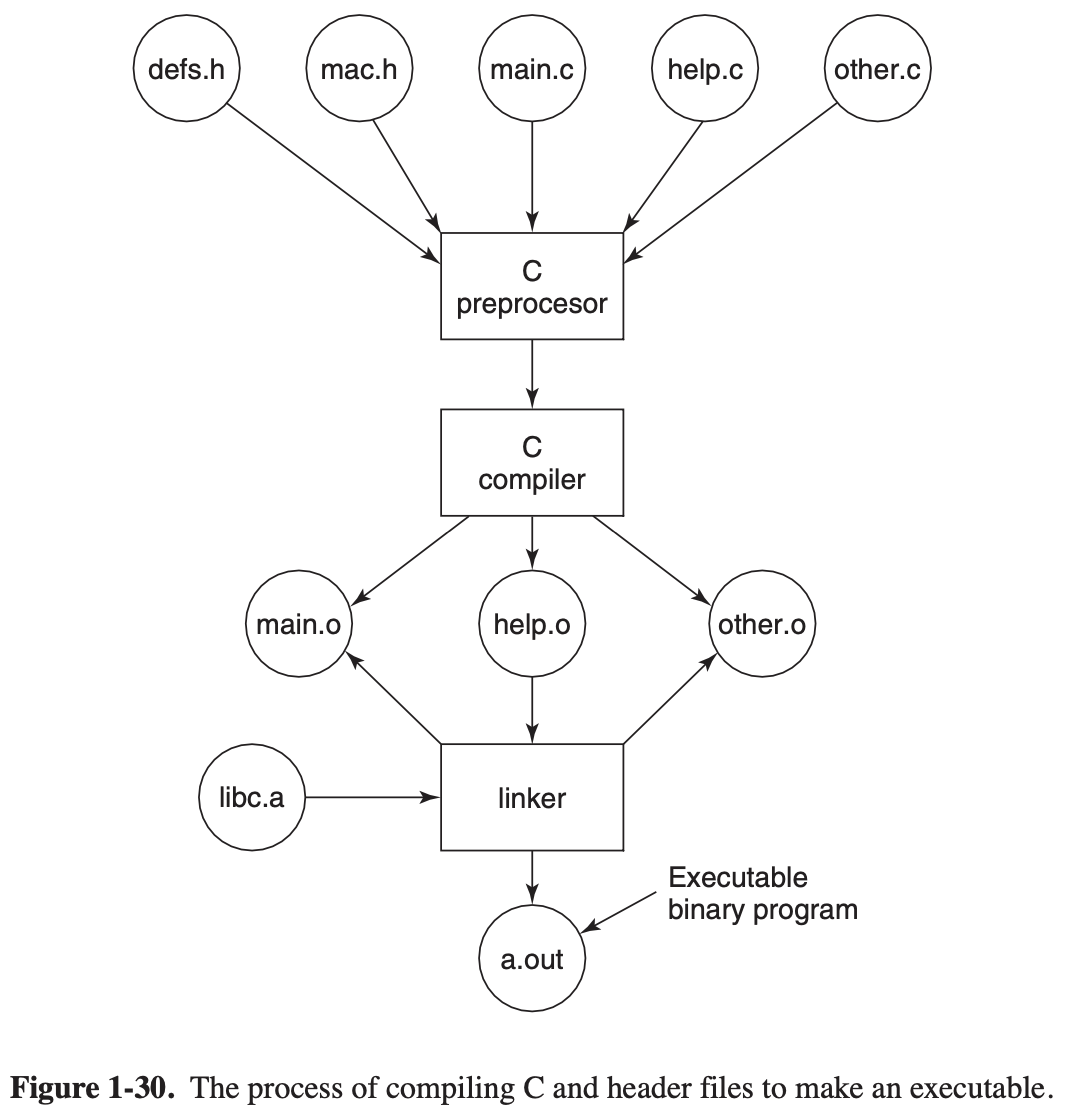 defs.h
mac.h
main.c
help.c
other.c
C
preprocesor
C
compiler
main.o
help.o
other.o
libc.a
linker
Executable
binary program
a.out
Figure 1-30. The process of compiling C and header files to make an executable.